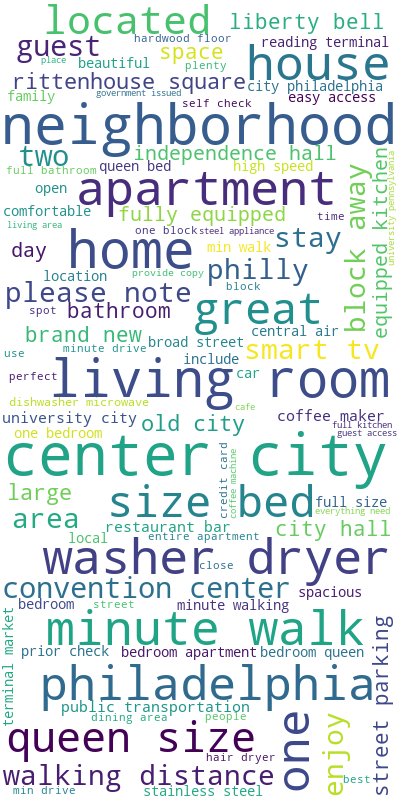 located
liberty bell
guest
hardwood floor
reading terminal
beautiful
space
house
place
plenty
rittenhouse square
city philadelphia
family
government issued
self check
easy access
neighborhood
two
independence hall
full bathroom
queen bed
high speed
apartment
block away
equipped kitchen
university pennsylvania
open
comfortable
fully equipped
time
living area
one block
steel appliance
home
stay
day
min walk
location
provide copy
philly
block
please note
great
spot
bathroom
central air
brand new
broad street
smart tv
minute drive
include
use
car
living room
perfect
dishwasher microwave
cafe
university city
old city
coffee maker
one bedroom
full kitchen
guest access
center city
large
size bed
credit card
coffee machine
full size
everything need
area
restaurant bar
city hall
local
entire apartment
washer dryer
close
convention center
spacious
bedroom
street
minute walking
terminal market
minute walk
prior check
bedroom apartment
bedroom queen
street parking
philadelphia
public transportation
dining area
people
one
enjoy
queen size
hair dryer
walking distance
best
min drive
stainless steel